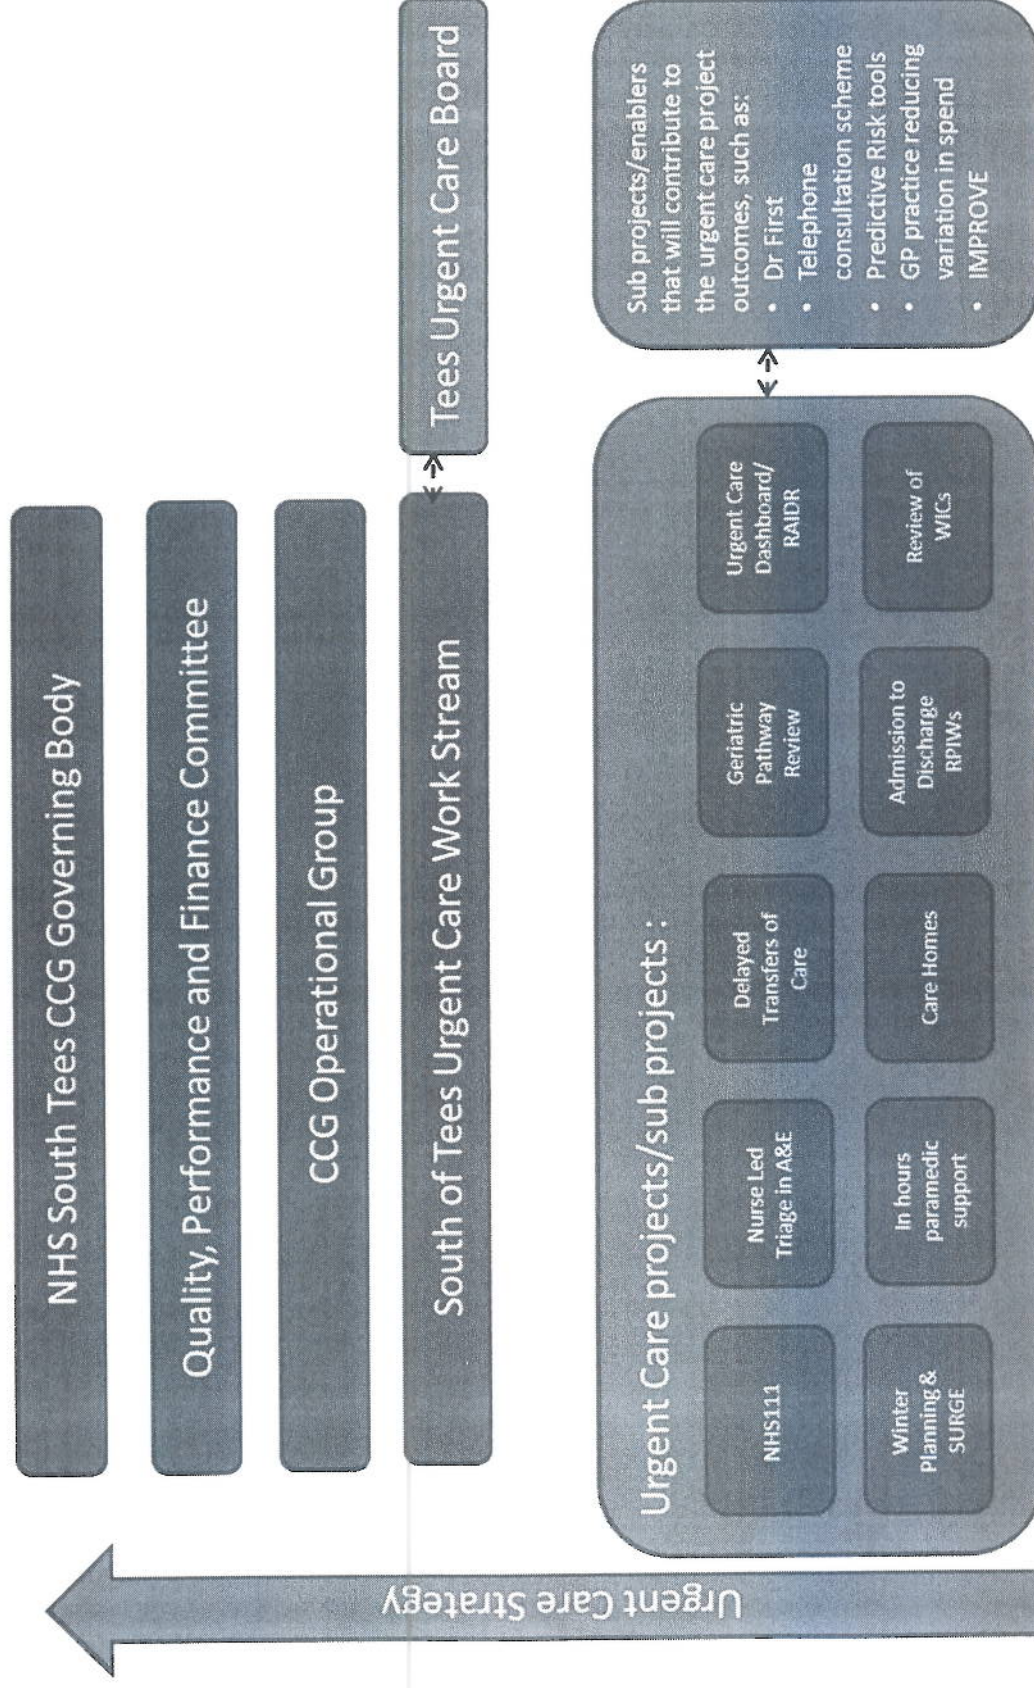 NHS South Tees CCG Governing Body
Quality, Performance and Finance Committee
CCG Operational Group
South of Tees Urgent Care Work Stream
Tees Urgent Care Board
Urgent Care Strategy
Urgent Care projects/sub projects :
NHS111
Nurse Led
Triage in A&E
Delayed
Transfers of
Care
Geriatric
Pathway
Review
Urgent Care
Dashboard/
RAIDR
Winter
Planning &
SURGE
In hours
paramedic
support
Care Homes
Admission to
Discharge
RPIWs
Review of
WICs
Sub projects/enablers
that will contribute to
the urgent care project
outcomes, such as:
• Dr First
• Telephone
consultation scheme
• Predictive Risk tools
• GP practice reducing
variation in spend
• IMPROVE